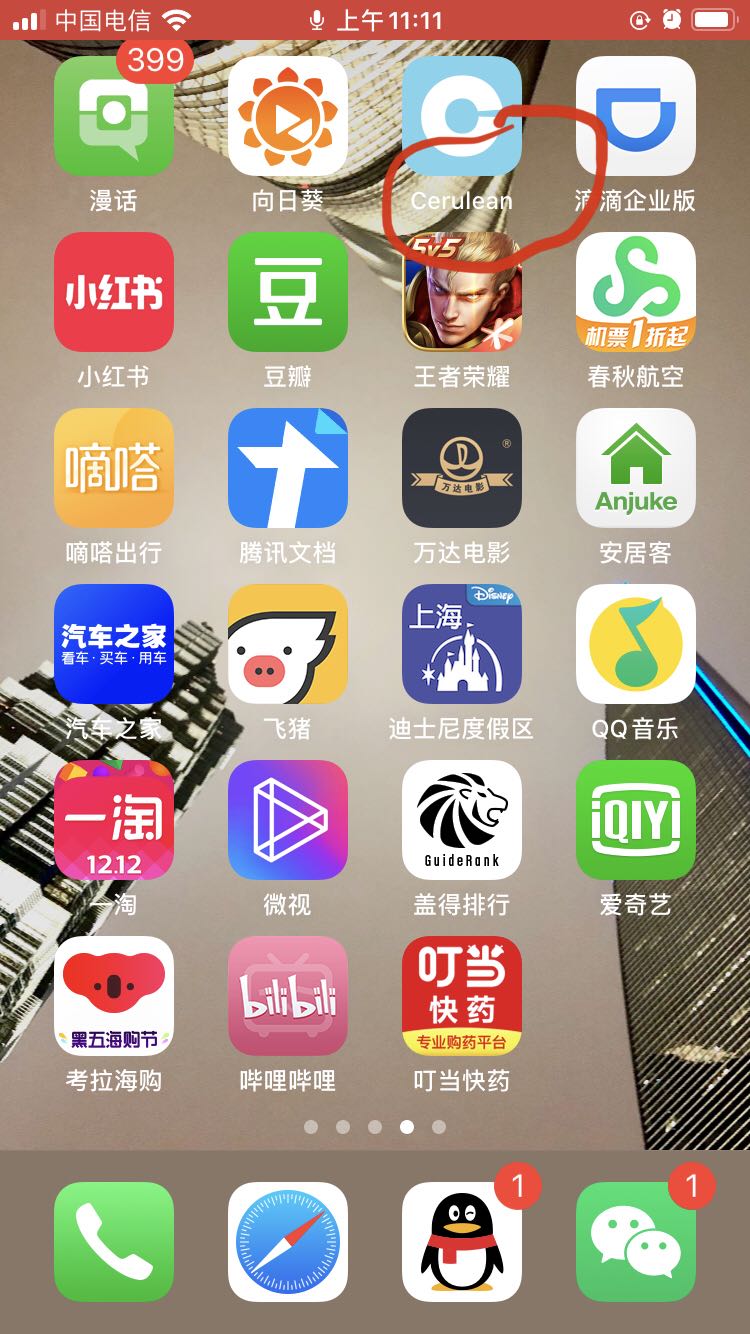 中国电信 上午11:11
399
漫话 向日葵 Cerulean 滴滴企业版
小红书 5v5 机票1折起
小红书 豆瓣 王者荣耀 春秋航空
豆
嘀嗒 万达电影 ® Anjuke
嘀嗒出行 腾讯文档 万达电影 安居客
汽车之家 上海 Disney
看车·买车·用车
汽车之家 飞猪 迪士尼度假区 QQ音乐
一淘 GuideRank iQIYI
12.12
一淘 微视 盖得排行 爱奇艺
黑五海购节 bilibili 叮当
快药
专业购药平台
考拉海购 哔哩哔哩 叮当快药
1 1